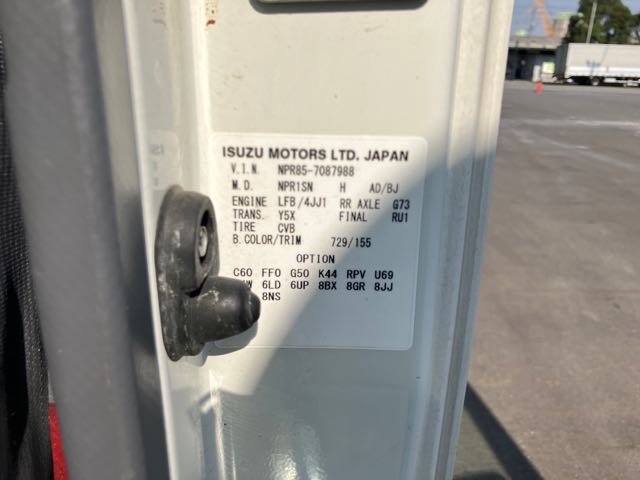 ISUZU MOTORS LTD. JAPAN
V.I.N. NPR85-7087988
M.D. NPR1SN H AD/BJ
ENGINE LFB/4JJ1 RR AXLE G73
TRANS. Y5X FINAL RU1
TIRE CVB
B.COLOR/TRIM 729/155
OPTION
C60 FF0 G50 K44 RPV U69
6LD 6UP 8BX 8GR 8JJ
8NS